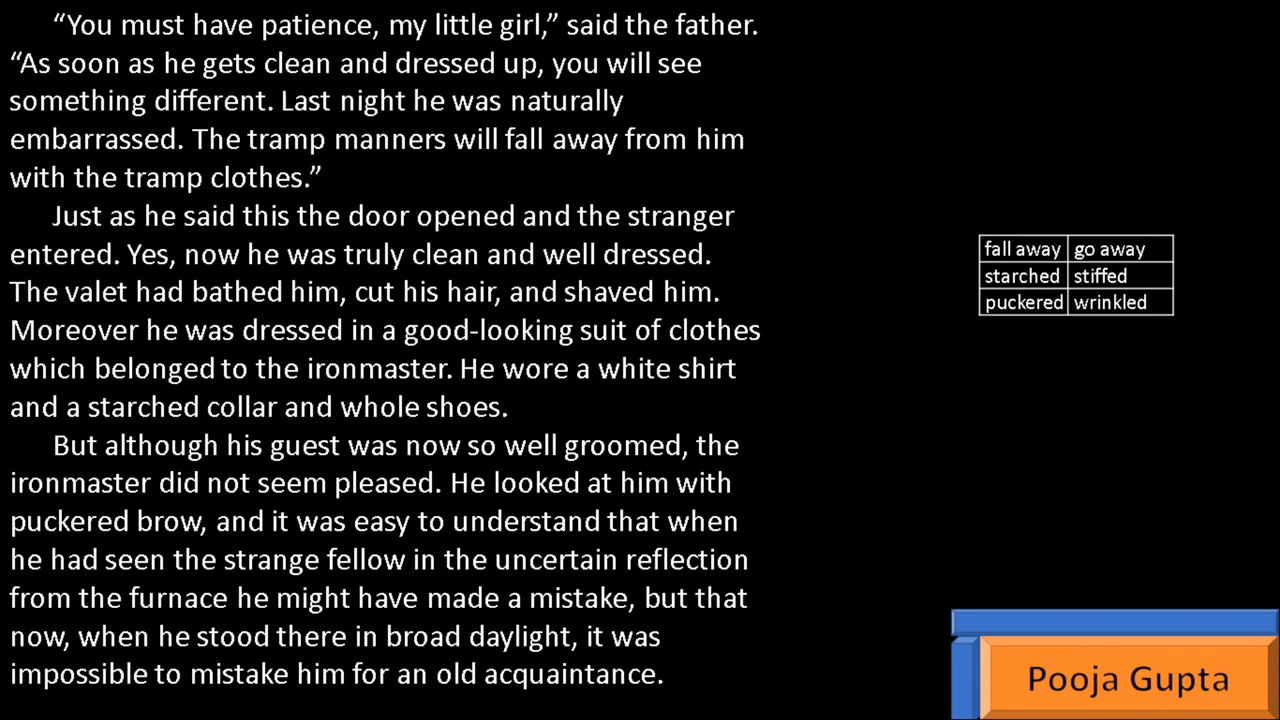 “You must have patience, my little girl,” said the father.
“As soon as he gets clean and dressed up, you will see
something different. Last night he was naturally
embarrassed. The tramp manners will fall away from him
with the tramp clothes.”
Just as he said this the door opened and the stranger
entered. Yes, now he was truly clean and well dressed.
The valet had bathed him, cut his hair, and shaved him.
Moreover he was dressed in a good-looking suit of clothes
which belonged to the ironmaster. He wore a white shirt
and a starched collar and whole shoes.
But although his guest was now so well groomed, the
ironmaster did not seem pleased. He looked at him with
puckered brow, and it was easy to understand that when
he had seen the strange fellow in the uncertain reflection
from the furnace he might have made a mistake, but that
now, when he stood there in broad daylight, it was
impossible to mistake him for an old acquaintance.
fall away go away
starched stiffed
puckered wrinkled
Pooja Gupta